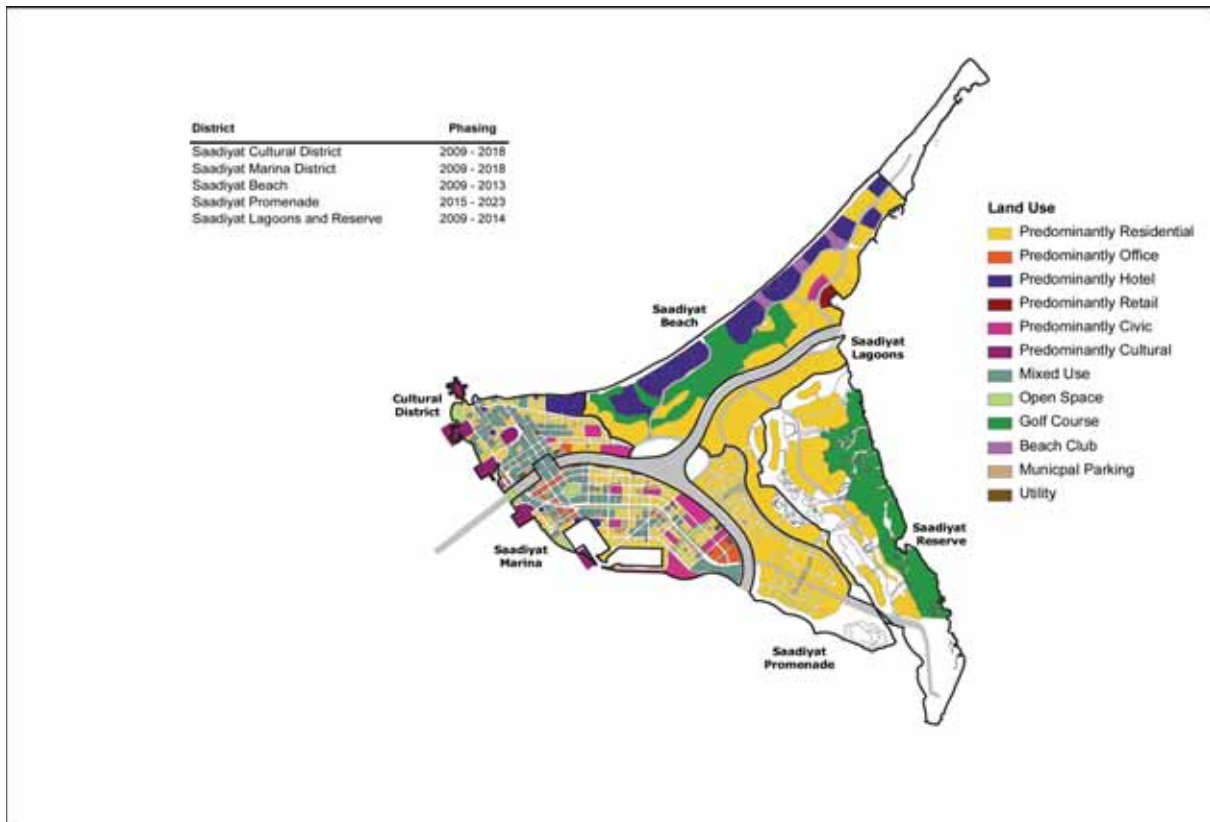 District Phasing
Saadiyat Cultural District 2009 - 2018
Saadiyat Marina District 2009 - 2018
Saadiyat Beach 2009 - 2013
Saadiyat Promenade 2015 - 2023
Saadiyat Lagoons and Reserve 2009 - 2014
Land Use
Predominantly Residential
Predominantly Office
Predominantly Hotel
Predominantly Retail
Predominantly Civic
Predominantly Cultural
Mixed Use
Open Space
Golf Course
Beach Club
Municpal Parking
Utility
Saadiyat
Beach
Saadiyat
Lagoons
Cultural
District
Saadiyat
Reserve
Saadiyat
Marina
Saadiyat
Promenade